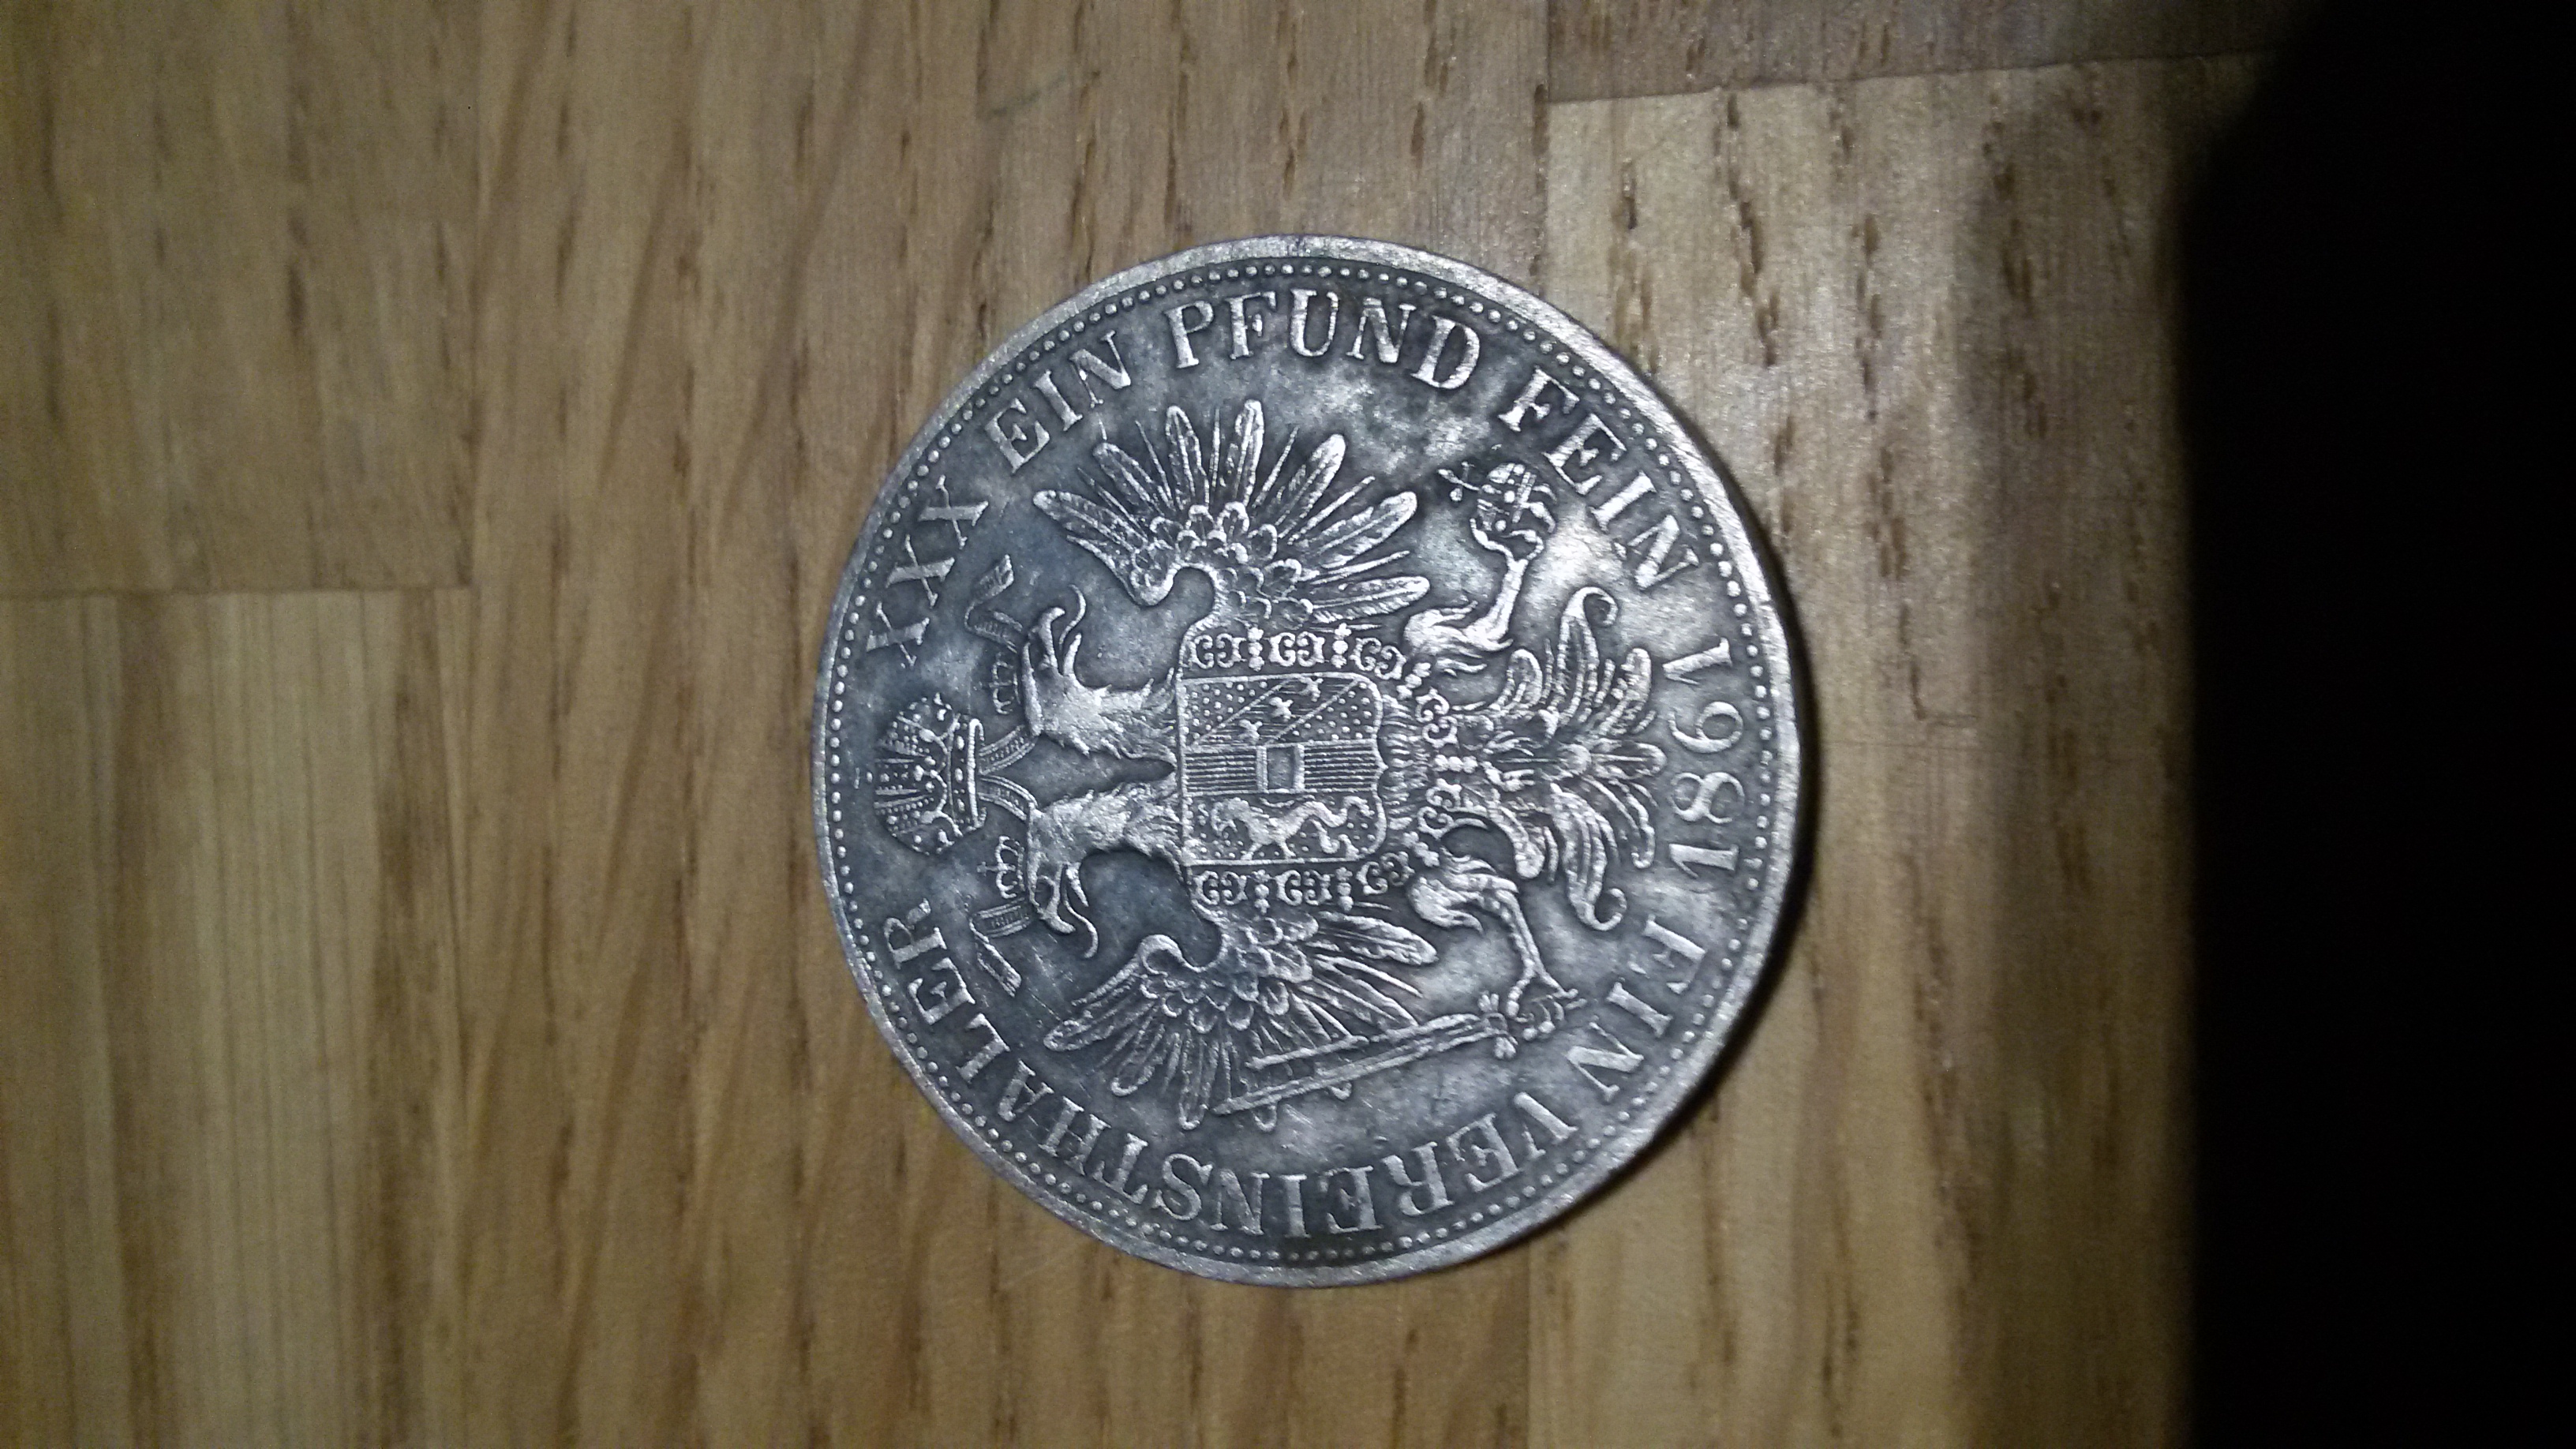 EIN VEREINSTHALER XXX EIN PFUND FEIN
1861